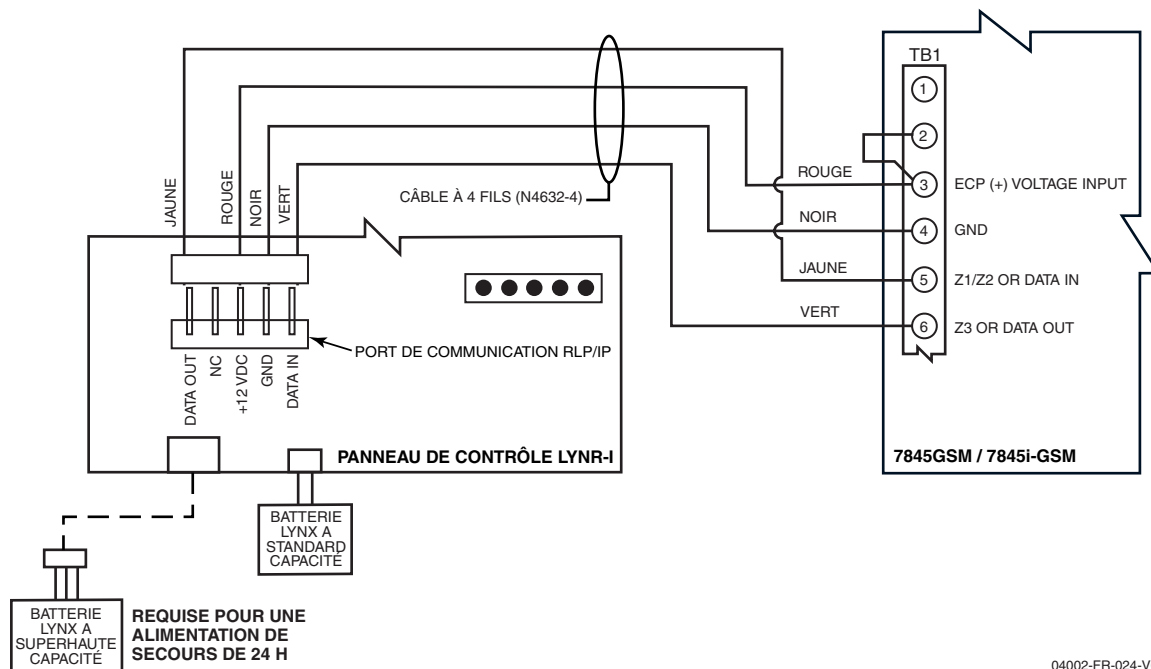 TB1
1
2
3
4
5
6
ROUGE
NOIR
JAUNE
VERT
ECP (+) VOLTAGE INPUT
GND
Z1/Z2 OR DATA IN
Z3 OR DATA OUT
7845GSM / 7845i-GSM
JAUNE
ROUGE
NOIR
VERT
CÂBLE À 4 FILS (N4632-4)
PORT DE COMMUNICATION RLP/IP
DATA OUT
NC
+12 VDC
GND
DATA IN
PANNEAU DE CONTRÔLE LYNR-I
BATTERIE
LYNX A
STANDARD
CAPACITÉ
BATTERIE
LYNX A
SUPERHAUTE
CAPACITÉ
REQUISE POUR UNE
ALIMENTATION DE
SECOURS DE 24 H